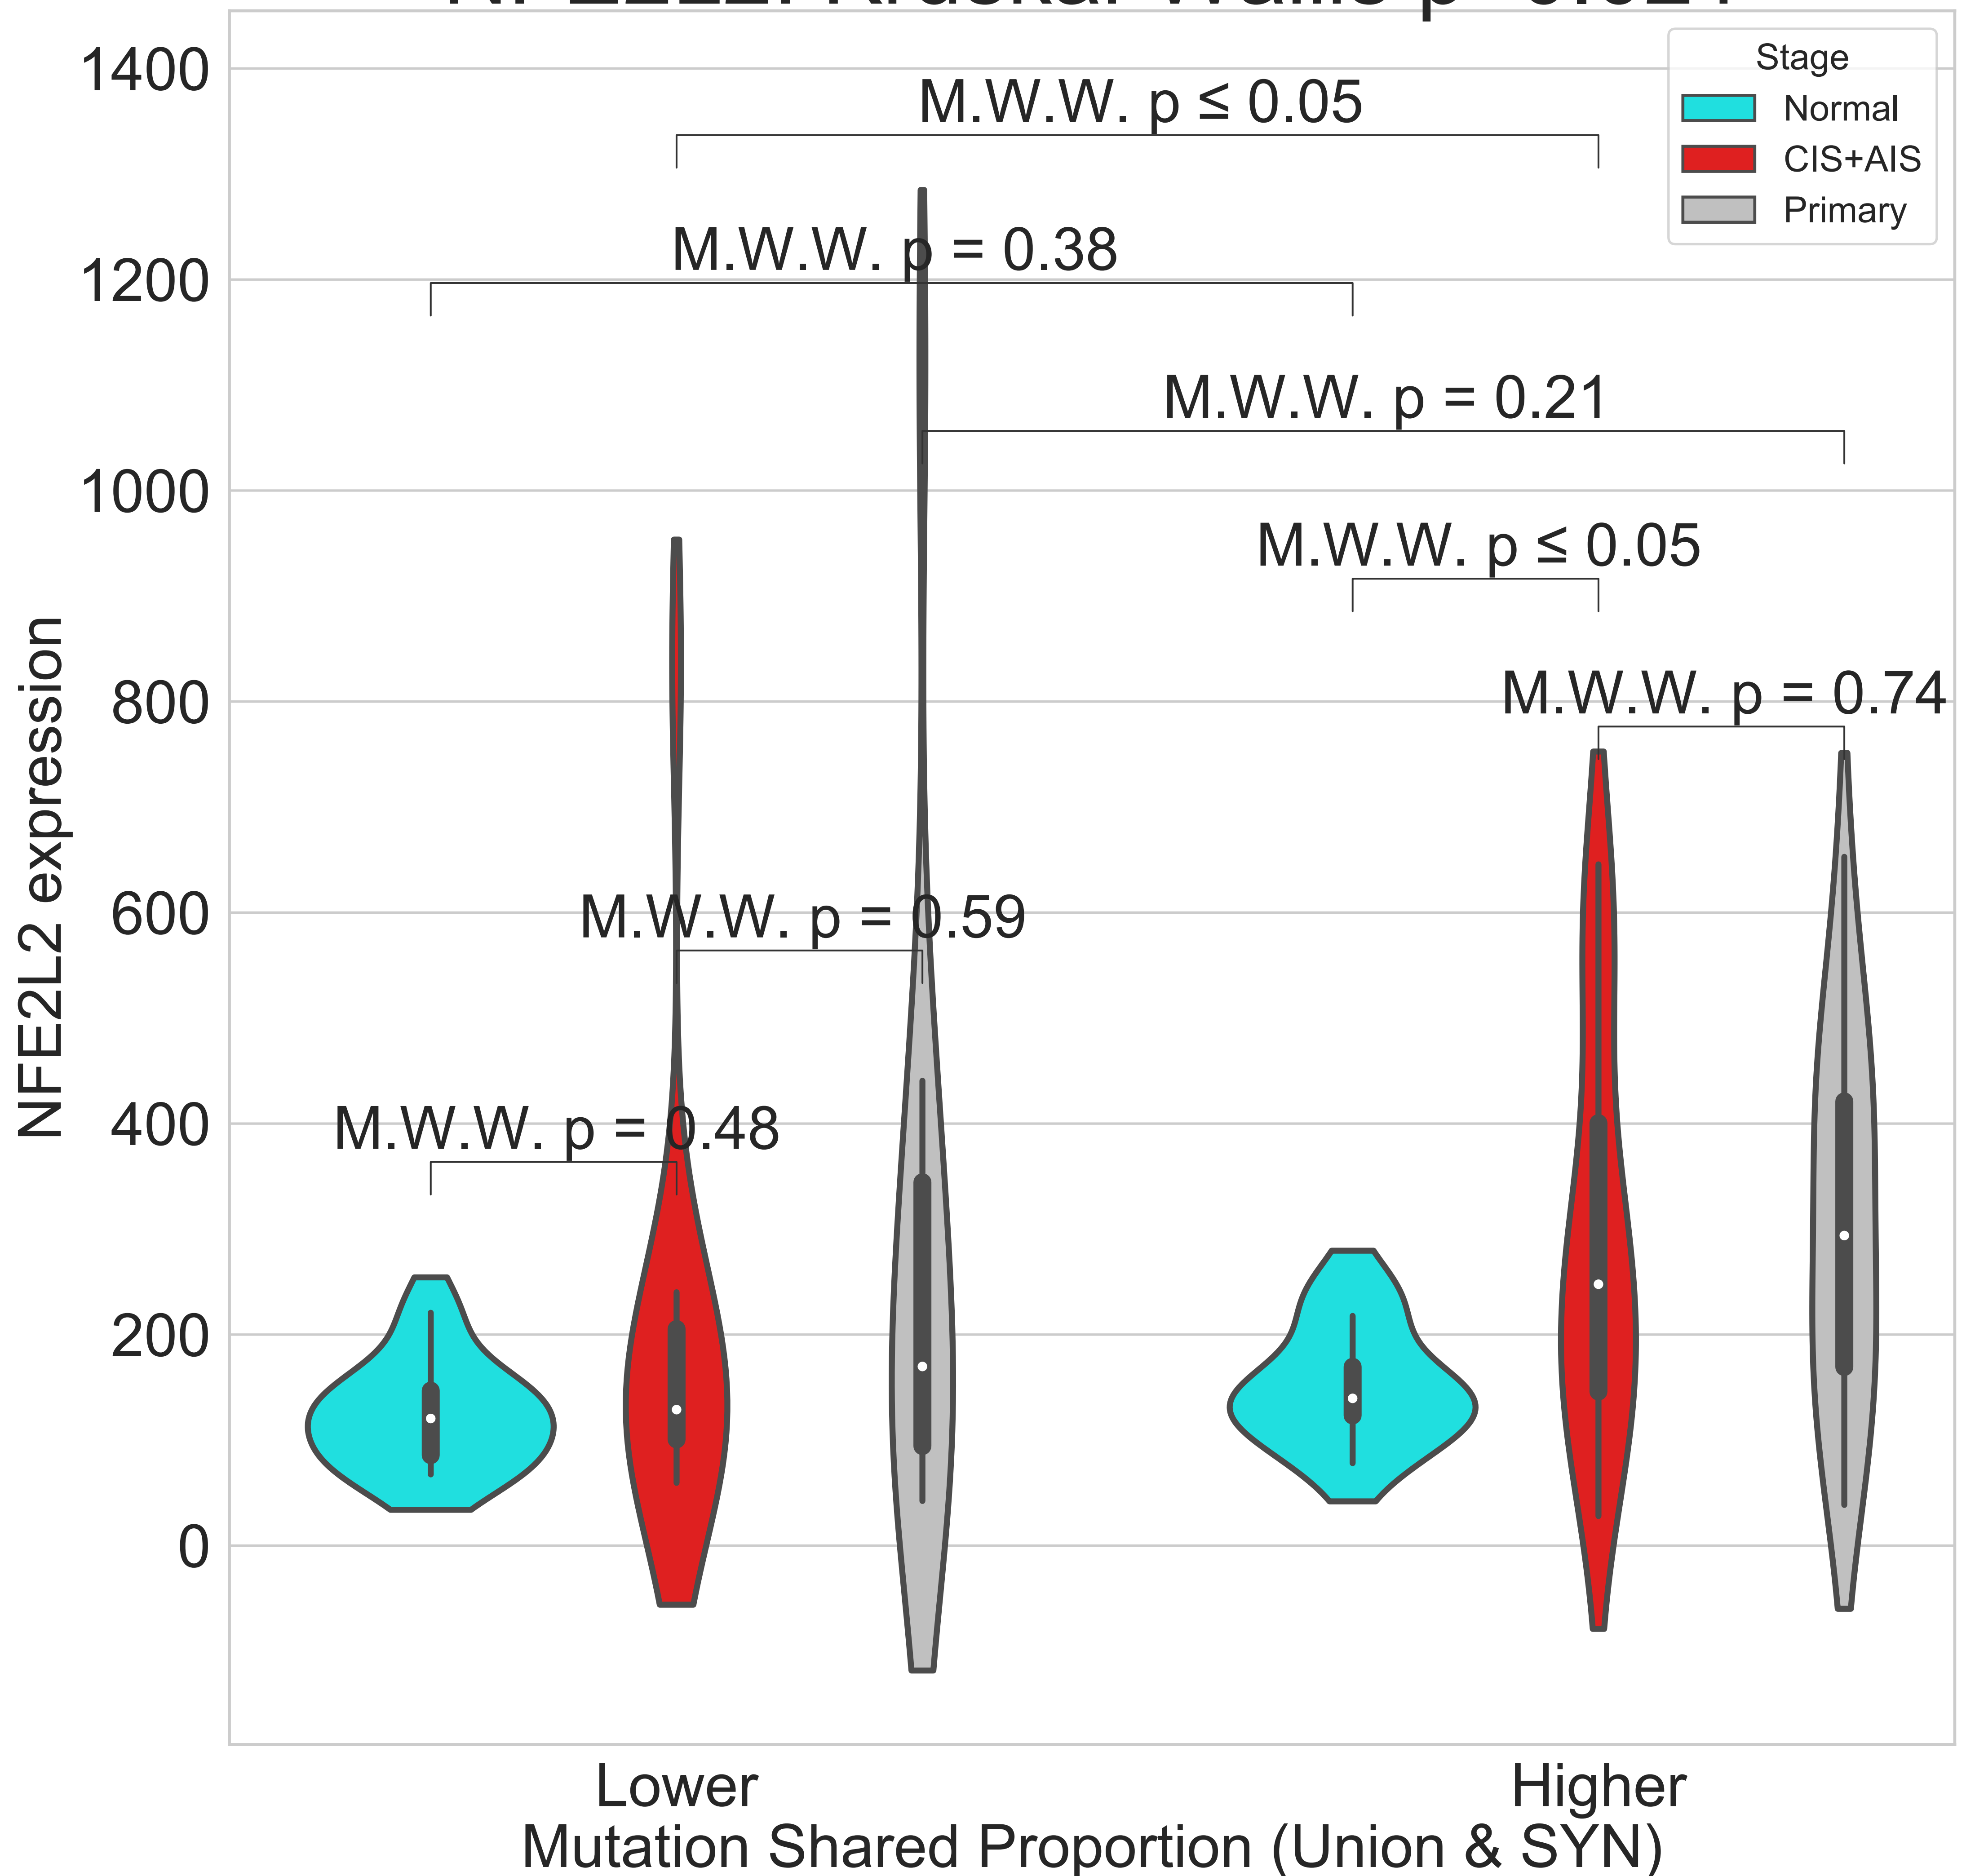 1400
1200
1000
800
600
400
200
0
NFE2L2 expression
Stage
Normal
CIS+AIS
Primary
M.W.W. p ≤ 0.05
M.W.W. p = 0.38
M.W.W. p = 0.21
M.W.W. p ≤ 0.05
M.W.W. p = 0.74
M.W.W. p = 0.59
M.W.W. p = 0.48
Lower
Higher
Mutation Shared Proportion (Union & SYN)